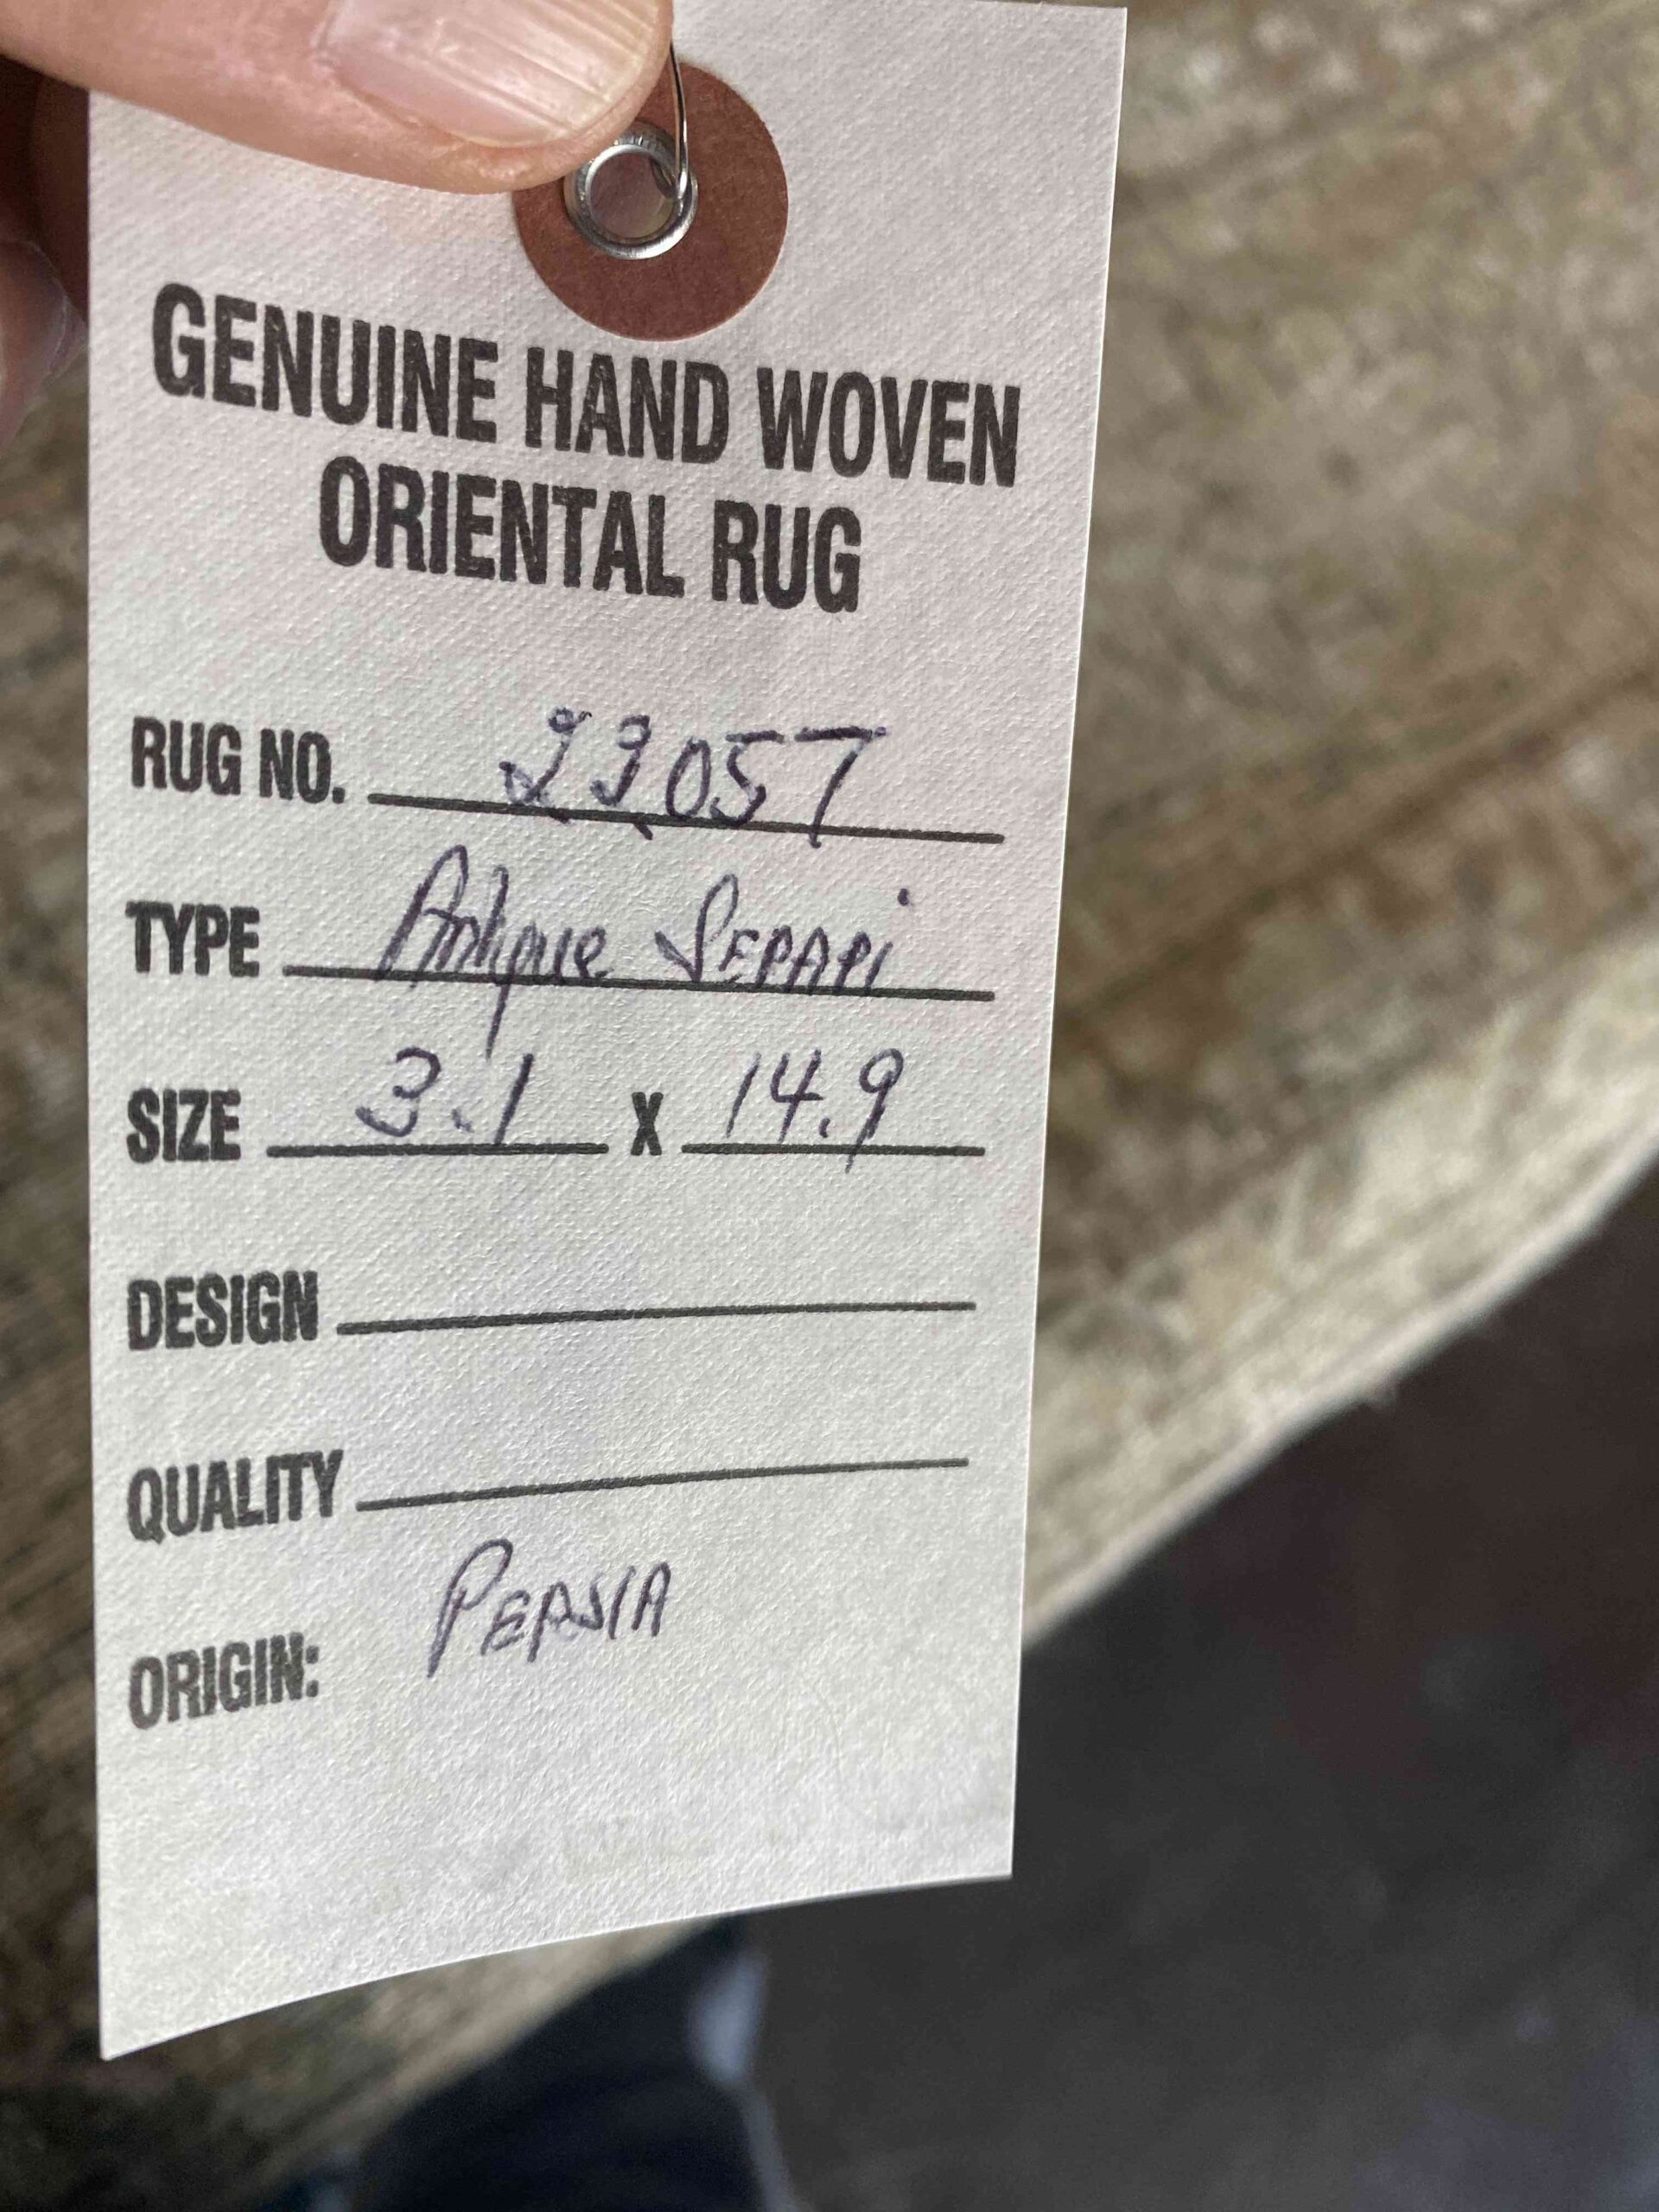 GENUINE HAND WOVEN
ORIENTAL RUG
RUG NO. 23057
TYPE Antique SERAPi
SIZE 3.1 X 14.9
DESIGN
QUALITY
ORIGIN: PERSIA